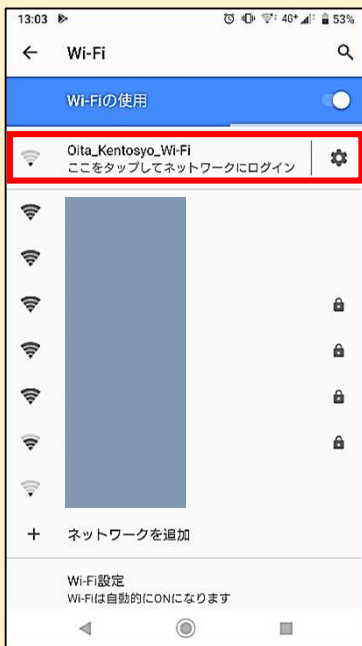 13:03 4G+ 53%
Wi-Fi
Wi-Fiの使用
Oita_Kentosyo_Wi-Fi
ここをタップしてネットワークにログイン
ネットワークを追加
Wi-Fi設定
Wi-Fiは自動的にONになります